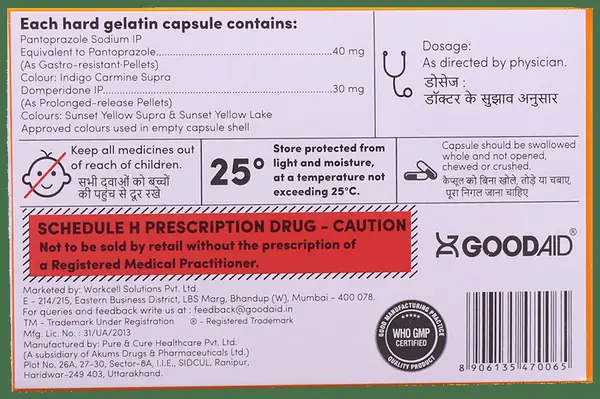 Each hard gelatin capsule contains:
Pantoprazole Sodium IP
Equivalent to Pantoprazole..........................................40 mg
(As Gastro-resistant-Pellets)
Colour: Indigo Carmine Supra
Domperidone IP..........................................................30 mg
(As Prolonged-release Pellets)
Colours: Sunset Yellow Supra & Sunset Yellow Lake
Approved colours used in empty capsule shell
Dosage:
As directed by physician.
डोसेज :
डॉक्टर के सुझाव अनुसार
Keep all medicines out
of reach of children.
सभी दवाओं को बच्चों
की पहुंच से दूर रखे
25°
Store protected from
light and moisture,
at a temperature not
exceeding 25°C.
Capsule should be swallowed
whole and not opened,
chewed or crushed.
केप्सूल को बिना खोले, तोड़े या चबाए,
पूरा निगल जाना चाहिए
SCHEDULE H PRESCRIPTION DRUG - CAUTION
Not to be sold by retail without the prescription of
a Registered Medical Practitioner.
GOODAID®
Marketed by: Workcell Solutions Pvt. Ltd.
E - 214/215, Eastern Business District, LBS Marg, Bhandup (W), Mumbai - 400 078.
For queries and feedback write at : feedback@goodaid.in
TM - Trademark Under Registration ® - Registered Trademark
Mfg. Lic. No. : 31/UA/2013
Manufactured by: Pure & Cure Healthcare Pvt. Ltd.
(A subsidiary of Akums Drugs & Pharmaceuticals Ltd.)
Plot No. 26A, 27-30, Sector-8A, I.I.E., SIDCUL, Ranipur,
Haridwar-249 403, Uttarakhand.
GOOD MANUFACTURING PRACTICE
WHO GMP
CERTIFIED
QUALITY PRODUCT
8 906135 470065